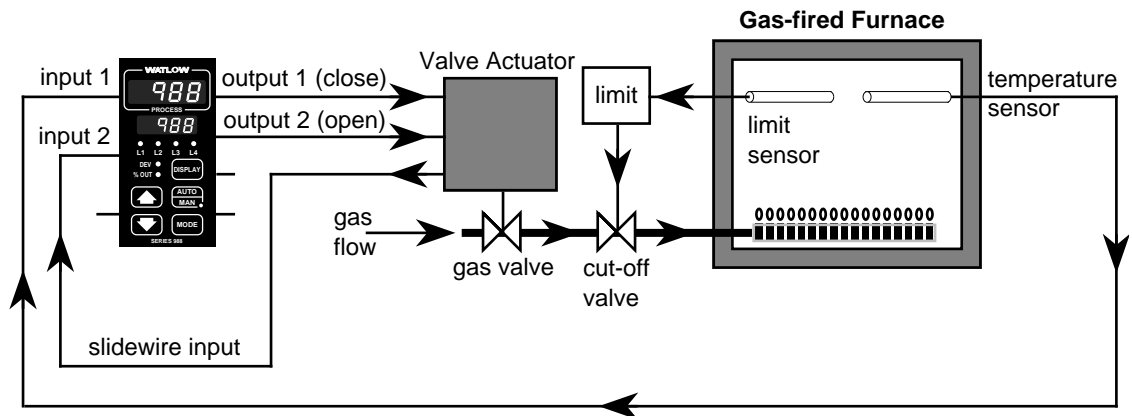 Gas-fired Furnace
Valve Actuator
input 1
output 1 (close)
input 2
output 2 (open)
WATLOW
988
PROCESS
988
L1 L2 L3 L4
DEV
% OUT
DISPLAY
AUTO
MAN
MODE
SERIES 988
limit
limit
sensor
temperature
sensor
gas
flow
gas valve
cut-off
valve
slidewire input